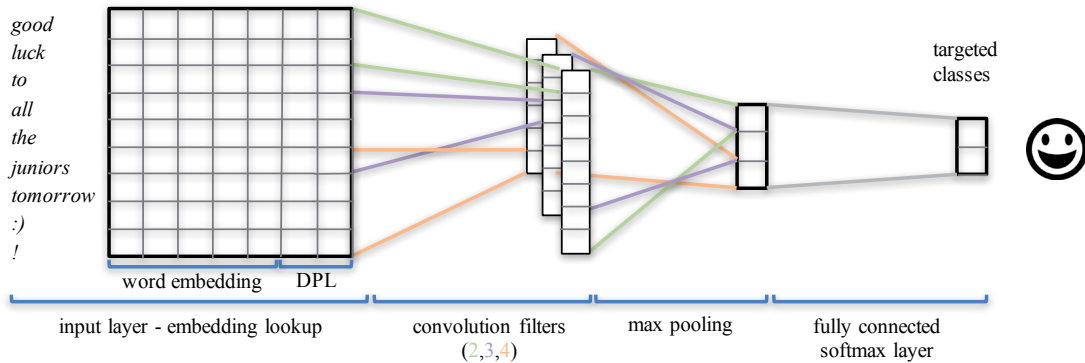 good
luck
to
all
the
juniors
tomorrow
:)
!
targeted
classes
word embedding
DPL
input layer - embedding lookup
convolution filters
(2,3,4)
max pooling
fully connected
softmax layer